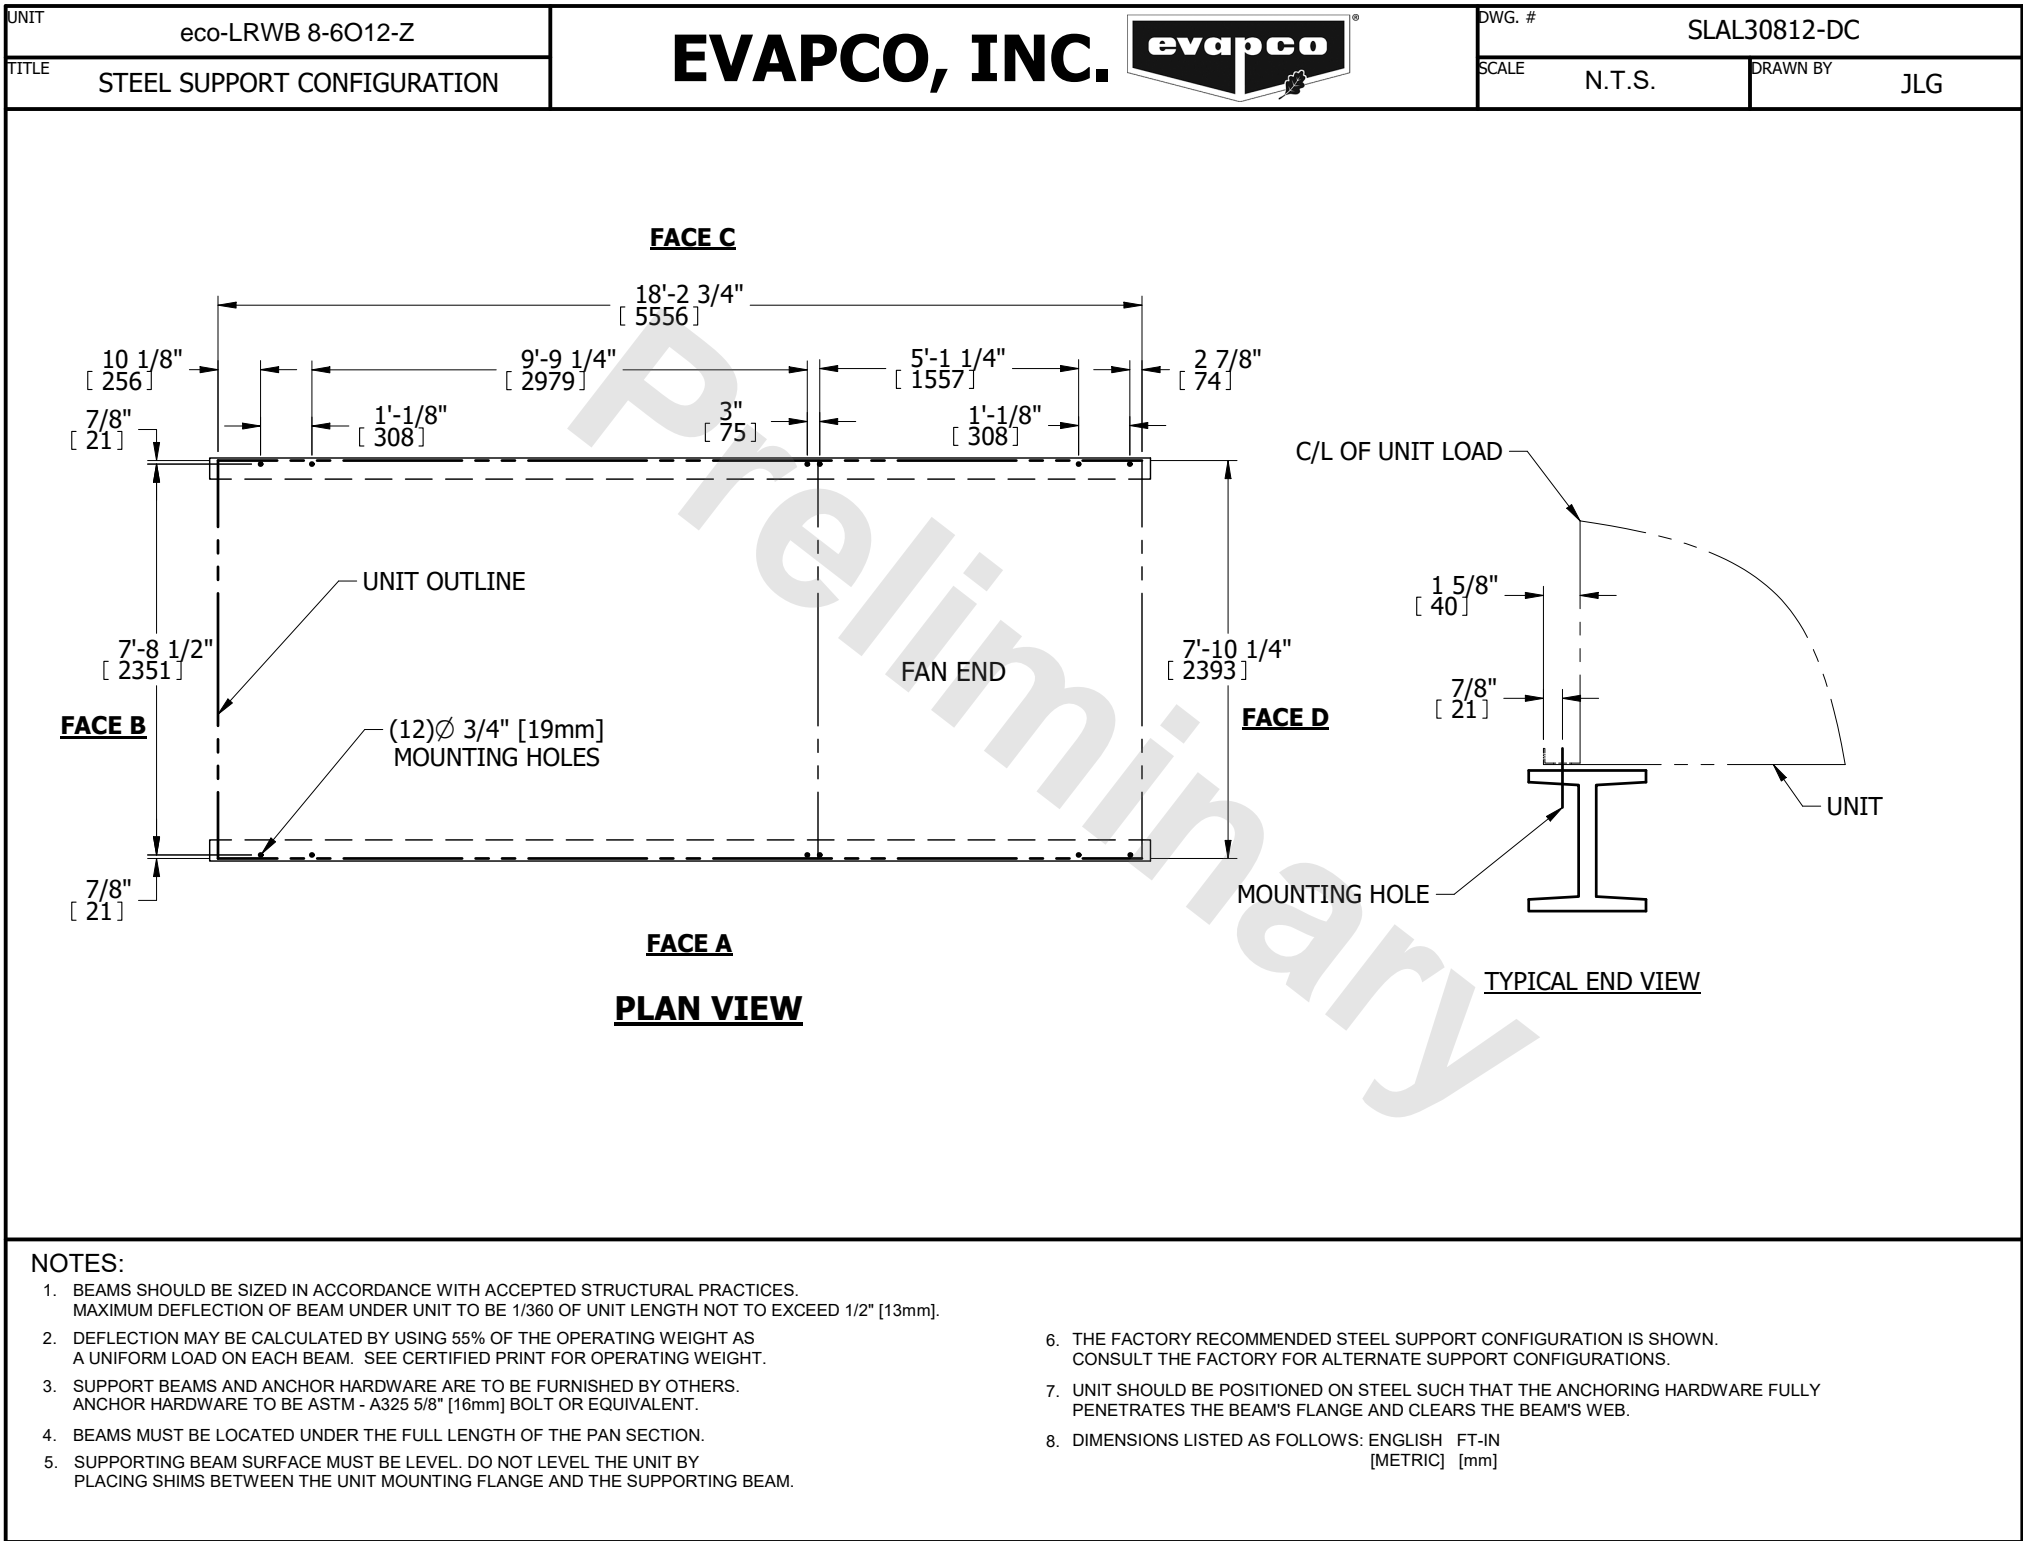 UNIT
eco-LRWB 8-6O12-Z
TITLE
STEEL SUPPORT CONFIGURATION
EVAPCO, INC.
evapco
®
DWG. #
SLAL30812-DC
SCALE
N.T.S.
DRAWN BY
JLG
FACE C
18'-2 3/4"
[ 5556 ]
10 1/8"
[ 256 ]
9'-9 1/4"
[ 2979 ]
5'-1 1/4"
[ 1557 ]
2 7/8"
[ 74 ]
7/8"
[ 21 ]
1'-1/8"
[ 308 ]
3"
[ 75 ]
1'-1/8"
[ 308 ]
C/L OF UNIT LOAD
UNIT OUTLINE
1 5/8"
[ 40 ]
7'-8 1/2"
[ 2351 ]
FAN END
7'-10 1/4"
[ 2393 ]
7/8"
[ 21 ]
FACE B
(12)Ø 3/4" [19mm]
MOUNTING HOLES
FACE D
UNIT
7/8"
[ 21 ]
MOUNTING HOLE
FACE A
TYPICAL END VIEW
PLAN VIEW
Preliminary
NOTES:
1. BEAMS SHOULD BE SIZED IN ACCORDANCE WITH ACCEPTED STRUCTURAL PRACTICES.
MAXIMUM DEFLECTION OF BEAM UNDER UNIT TO BE 1/360 OF UNIT LENGTH NOT TO EXCEED 1/2" [13mm].
2. DEFLECTION MAY BE CALCULATED BY USING 55% OF THE OPERATING WEIGHT AS
A UNIFORM LOAD ON EACH BEAM. SEE CERTIFIED PRINT FOR OPERATING WEIGHT.
3. SUPPORT BEAMS AND ANCHOR HARDWARE ARE TO BE FURNISHED BY OTHERS.
ANCHOR HARDWARE TO BE ASTM - A325 5/8" [16mm] BOLT OR EQUIVALENT.
4. BEAMS MUST BE LOCATED UNDER THE FULL LENGTH OF THE PAN SECTION.
5. SUPPORTING BEAM SURFACE MUST BE LEVEL. DO NOT LEVEL THE UNIT BY
PLACING SHIMS BETWEEN THE UNIT MOUNTING FLANGE AND THE SUPPORTING BEAM.
6. THE FACTORY RECOMMENDED STEEL SUPPORT CONFIGURATION IS SHOWN.
CONSULT THE FACTORY FOR ALTERNATE SUPPORT CONFIGURATIONS.
7. UNIT SHOULD BE POSITIONED ON STEEL SUCH THAT THE ANCHORING HARDWARE FULLY
PENETRATES THE BEAM'S FLANGE AND CLEARS THE BEAM'S WEB.
8. DIMENSIONS LISTED AS FOLLOWS: ENGLISH FT-IN
[METRIC] [mm]